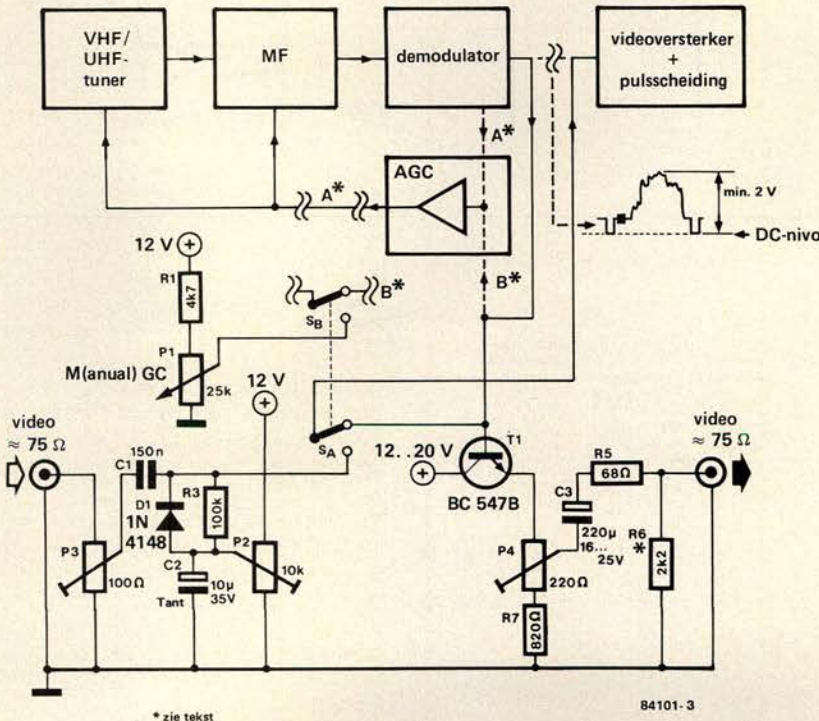 VHF/
UHF-
tuner
MF
demodulator
videoversterker
+
pulsscheiding
A*
AGC
A*
min. 2 V
DC-nivo
12 V
R1
4k7
B*
B*
SB
P1
M(anual) GC
25k
12 V
video
≈ 75 Ω
C1
150n
SA
12..20 V
T1
BC 547B
video
≈ 75 Ω
R5
68Ω
D1
1N
4148
R3
100k
C3
220µ
16...
25V
R6
*
2k2
P3
100Ω
C2
10µ
35V
Tant
P2
10k
P4
220Ω
R7
820Ω
* zie tekst
84101-3